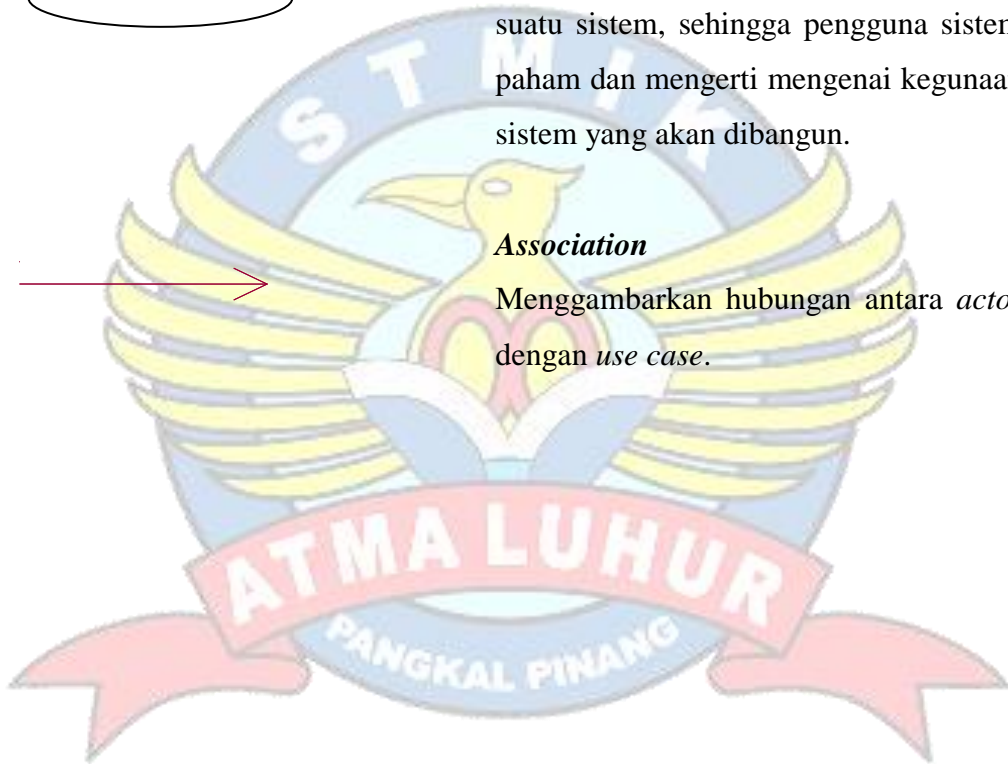 suatu sistem, sehingga pengguna sistem
paham dan mengerti mengenai kegunaa
sistem yang akan dibangun.
Association
Menggambarkan hubungan antara acto
dengan use case.
STMIK
ATMA LUHUR
PANGKAL PINANG